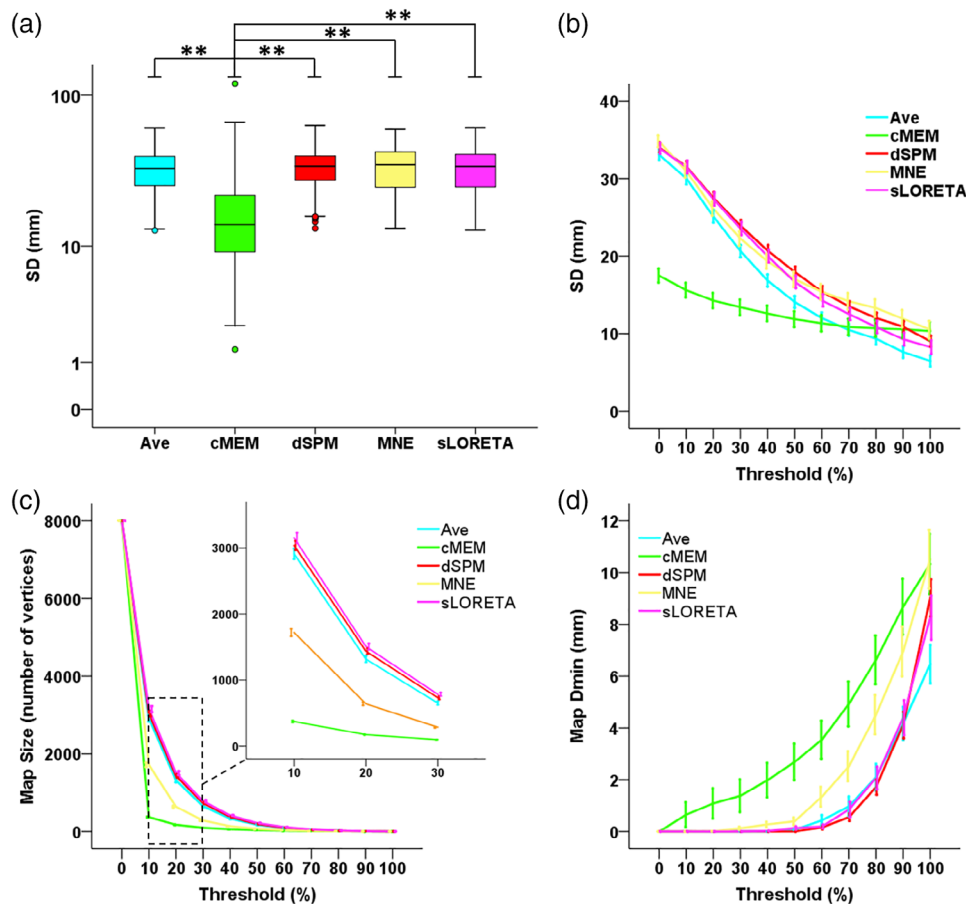 (a)
**
**
**
**
SD (mm)
100
10
1
0
Ave cMEM dSPM MNE sLORETA
(b)
SD (mm)
40
30
20
10
0
Ave
cMEM
dSPM
MNE
sLORETA
0 10 20 30 40 50 60 70 80 90 100
Threshold (%)
(c)
Map Size (number of vertices)
8000
6000
4000
2000
0
3000
2000
1000
0
10 20 30
Ave
cMEM
dSPM
MNE
sLORETA
0 10 20 30 40 50 60 70 80 90 100
Threshold (%)
(d)
Map Dmin (mm)
12
10
8
6
4
2
0
Ave
cMEM
dSPM
MNE
sLORETA
0 10 20 30 40 50 60 70 80 90 100
Threshold (%)